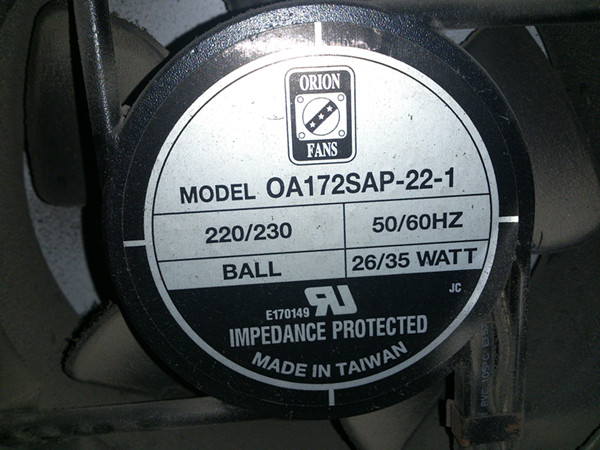 ORION
FANS
MODEL OA172SAP-22-1
220/230 50/60HZ
BALL 26/35 WATT
E170149 JC
IMPEDANCE PROTECTED
MADE IN TAIWAN